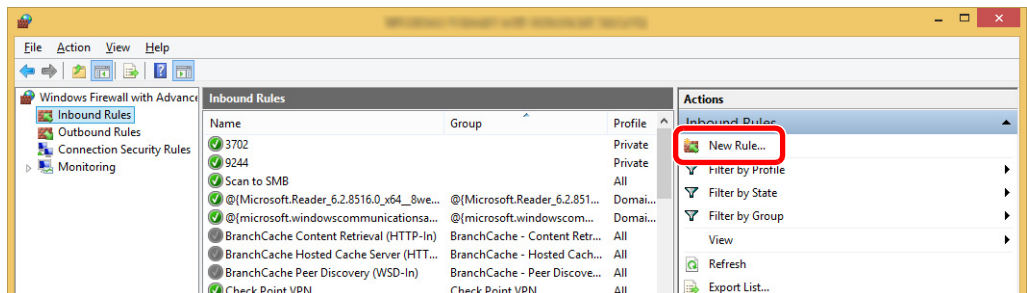 File Action View Help
Windows Firewall with Advance
Inbound Rules
Outbound Rules
Connection Security Rules
Monitoring
Inbound Rules
Name Group Profile
3702 Private
9244 Private
Scan to SMB All
@{Microsoft.Reader_6.2.8516.0_x64__8we... @{Microsoft.Reader_6.2.851... Domai...
@{microsoft.windowscommunicationsa... @{microsoft.windowscom... Domai...
BranchCache Content Retrieval (HTTP-In) BranchCache - Content Retr... All
BranchCache Hosted Cache Server (HTT... BranchCache - Hosted Cach... All
BranchCache Peer Discovery (WSD-In) BranchCache - Peer Discove... All
Check Point VPN Check Point VPN All
Actions
Inbound Rules
New Rule...
Filter by Profile
Filter by State
Filter by Group
View
Refresh
Export List...